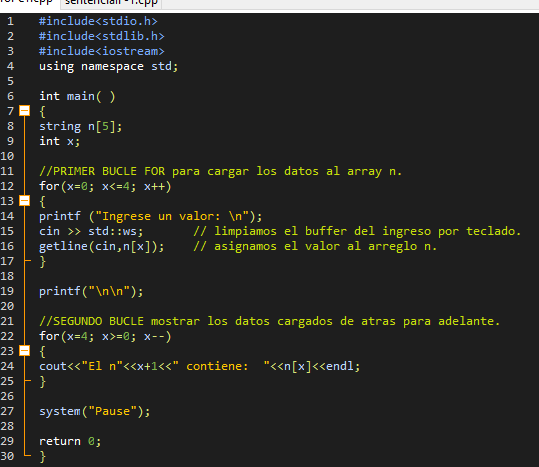 sentenciaif - 1.cpp
1 #include<stdio.h>
2 #include<stdlib.h>
3 #include<iostream>
4 using namespace std;
5
6 int main( )
7 {
8 string n[5];
9 int x;
10
11 //PRIMER BUCLE FOR para cargar los datos al array n.
12 for(x=0; x<=4; x++)
13 {
14 printf ("Ingrese un valor: \n");
15 cin >> std::ws; // limpiamos el buffer del ingreso por teclado.
16 getline(cin,n[x]); // asignamos el valor al arreglo n.
17 }
18
19 printf("\n\n");
20
21 //SEGUNDO BUCLE mostrar los datos cargados de atras para adelante.
22 for(x=4; x>=0; x--)
23 {
24 cout<<"El n"<<x+1<<" contiene:  "<<n[x]<<endl;
25 }
26
27 system("Pause");
28
29 return 0;
30 }